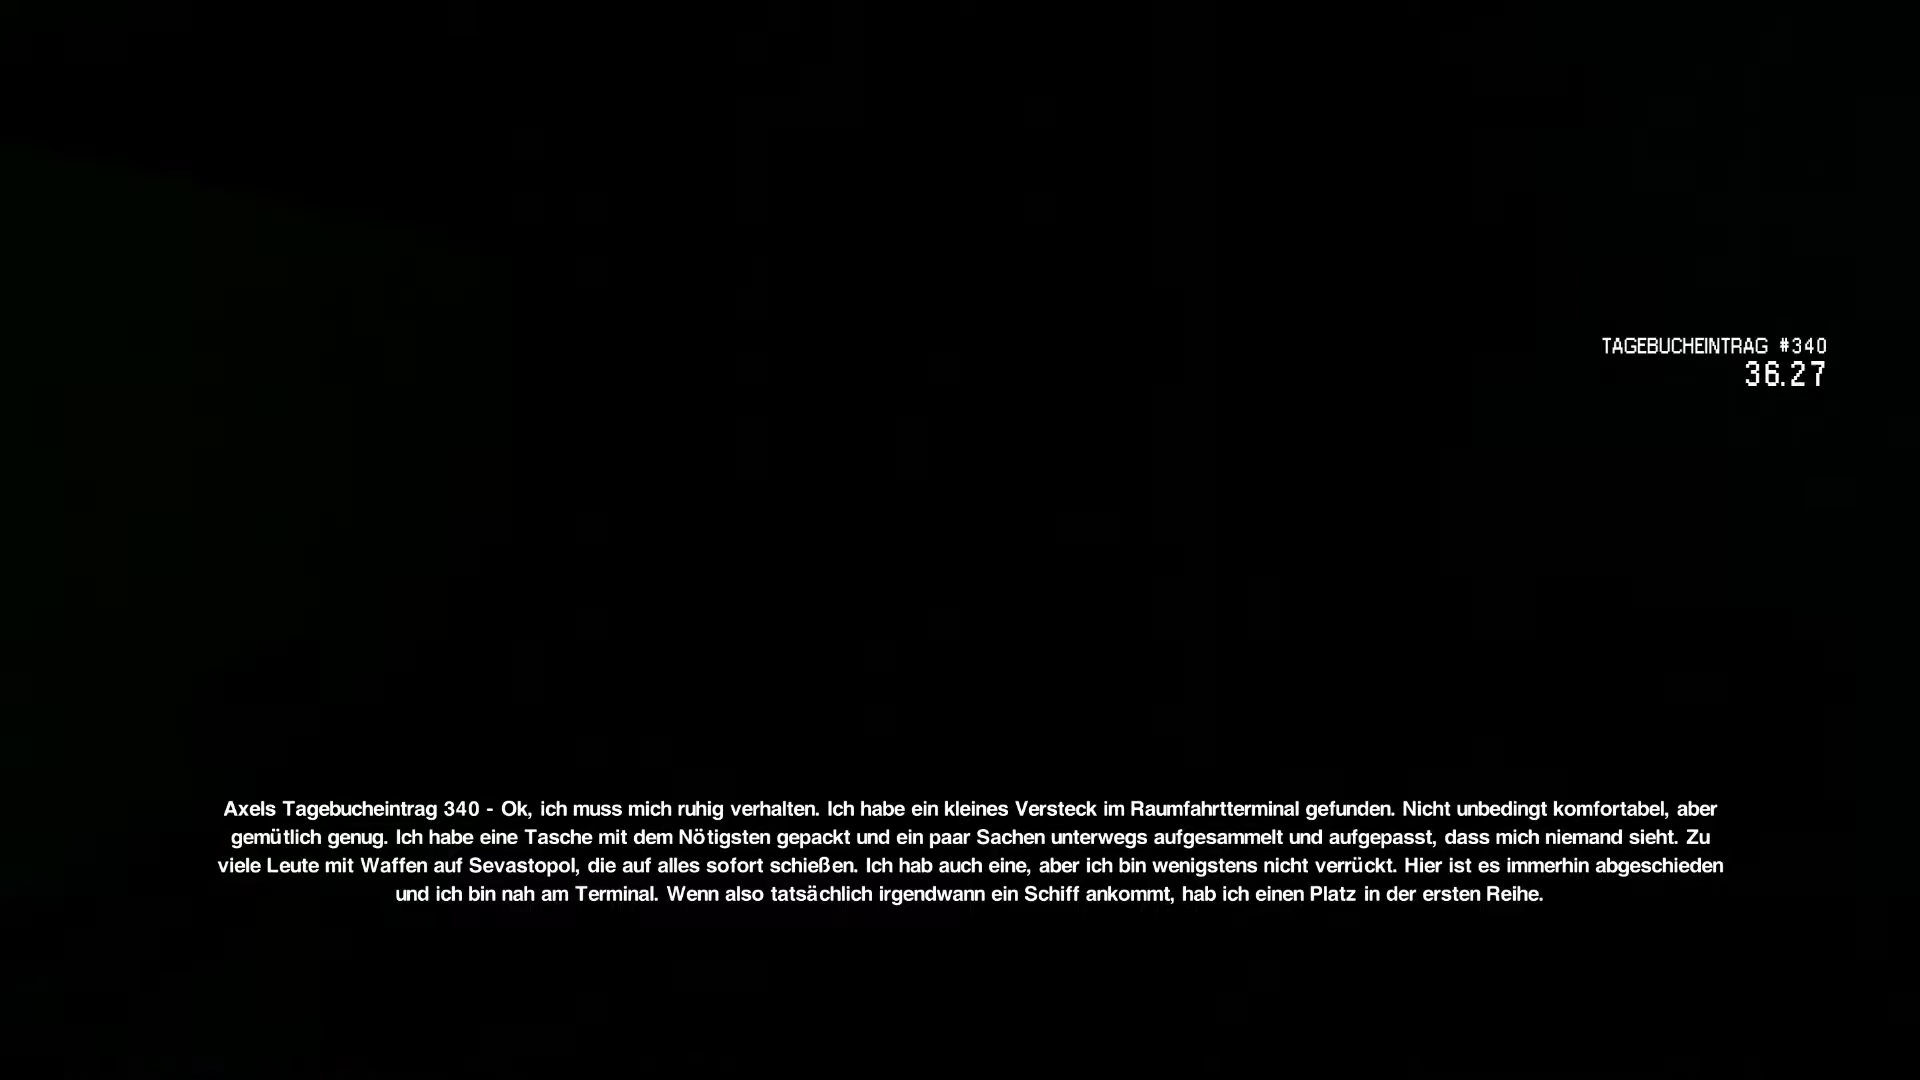 TAGEBUCHEINTRAG #340
36.27
Axels Tagebucheintrag 340 - Ok, ich muss mich ruhig verhalten. Ich habe ein kleines Versteck im Raumfahrtterminal gefunden. Nicht unbedingt komfortabel, aber
gemütlich genug. Ich habe eine Tasche mit dem Nötigsten gepackt und ein paar Sachen unterwegs aufgesammelt und aufgepasst, dass mich niemand sieht. Zu
viele Leute mit Waffen auf Sevastopol, die auf alles sofort schießen. Ich hab auch eine, aber ich bin wenigstens nicht verrückt. Hier ist es immerhin abgeschieden
und ich bin nah am Terminal. Wenn also tatsächlich irgendwann ein Schiff ankommt, hab ich einen Platz in der ersten Reihe.